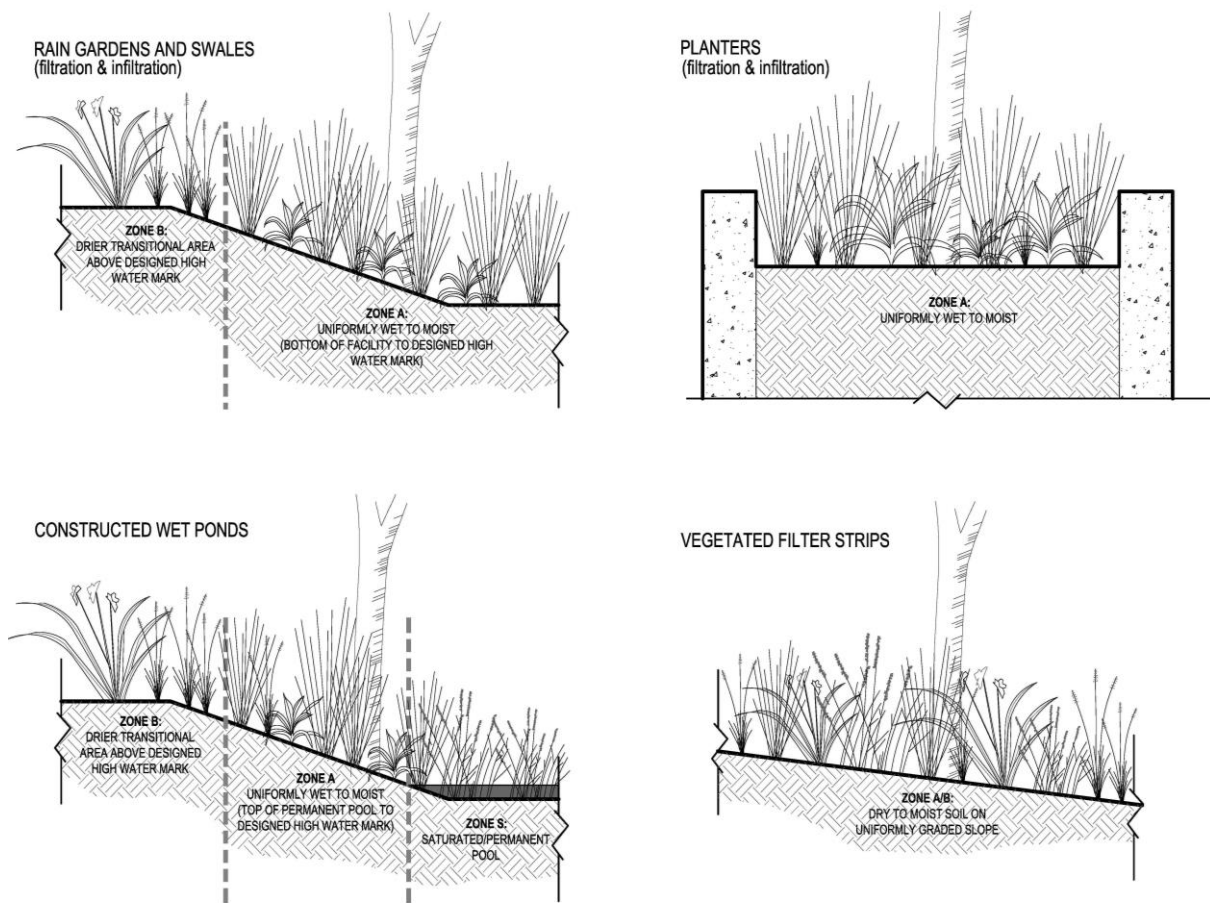 RAIN GARDENS AND SWALES
(filtration & infiltration)
ZONE B:
DRIER TRANSITIONAL AREA
ABOVE DESIGNED HIGH
WATER MARK
ZONE A:
UNIFORMLY WET TO MOIST
(BOTTOM OF FACILITY TO DESIGNED HIGH
WATER MARK)
PLANTERS
(filtration & infiltration)
ZONE A:
UNIFORMLY WET TO MOIST
CONSTRUCTED WET PONDS
ZONE B:
DRIER TRANSITIONAL
AREA ABOVE DESIGNED
HIGH WATER MARK
ZONE A
UNIFORMLY WET TO MOIST
(TOP OF PERMANENT POOL TO
DESIGNED HIGH WATER MARK)
ZONE S:
SATURATED/PERMANENT
POOL
VEGETATED FILTER STRIPS
ZONE A/B:
DRY TO MOIST SOIL ON
UNIFORMLY GRADED SLOPE